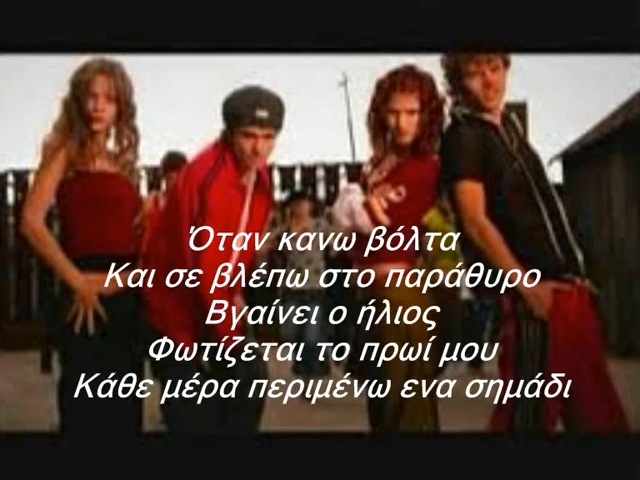 Όταν κανω βόλτα
Και σε βλέπω στο παράθυρο
Βγαίνει ο ήλιος
Φωτίζεται το πρωί μου
Κάθε μέρα περιμένω ενα σημάδι